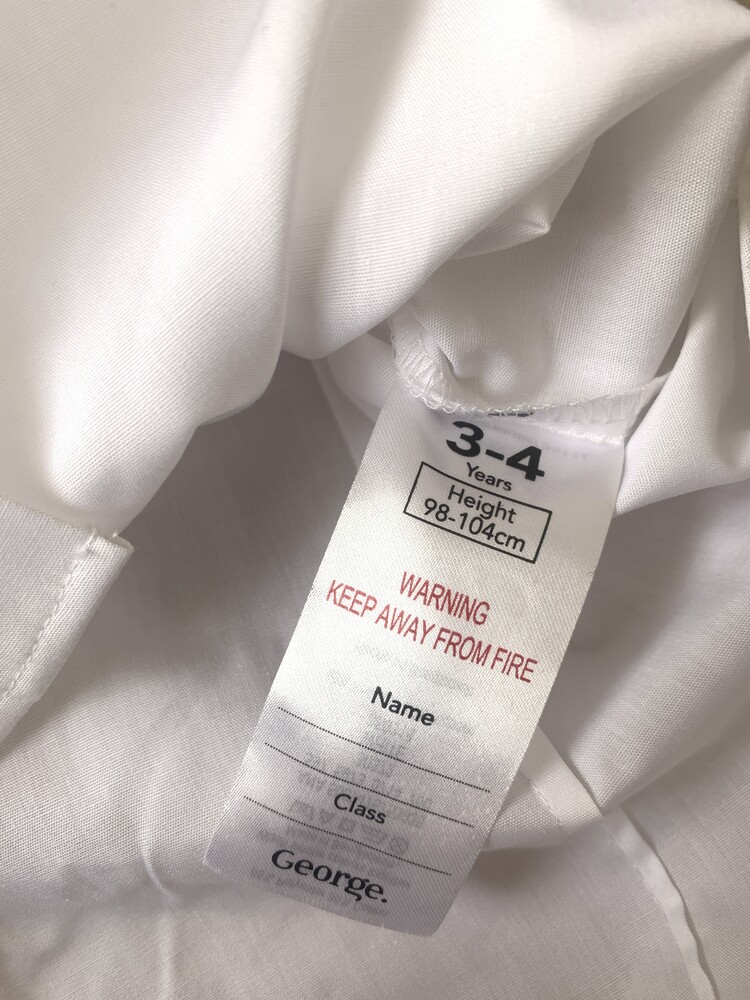 3-4
Years
Height
98-104cm
WARNING
KEEP AWAY FROM FIRE
Name
Class
George.